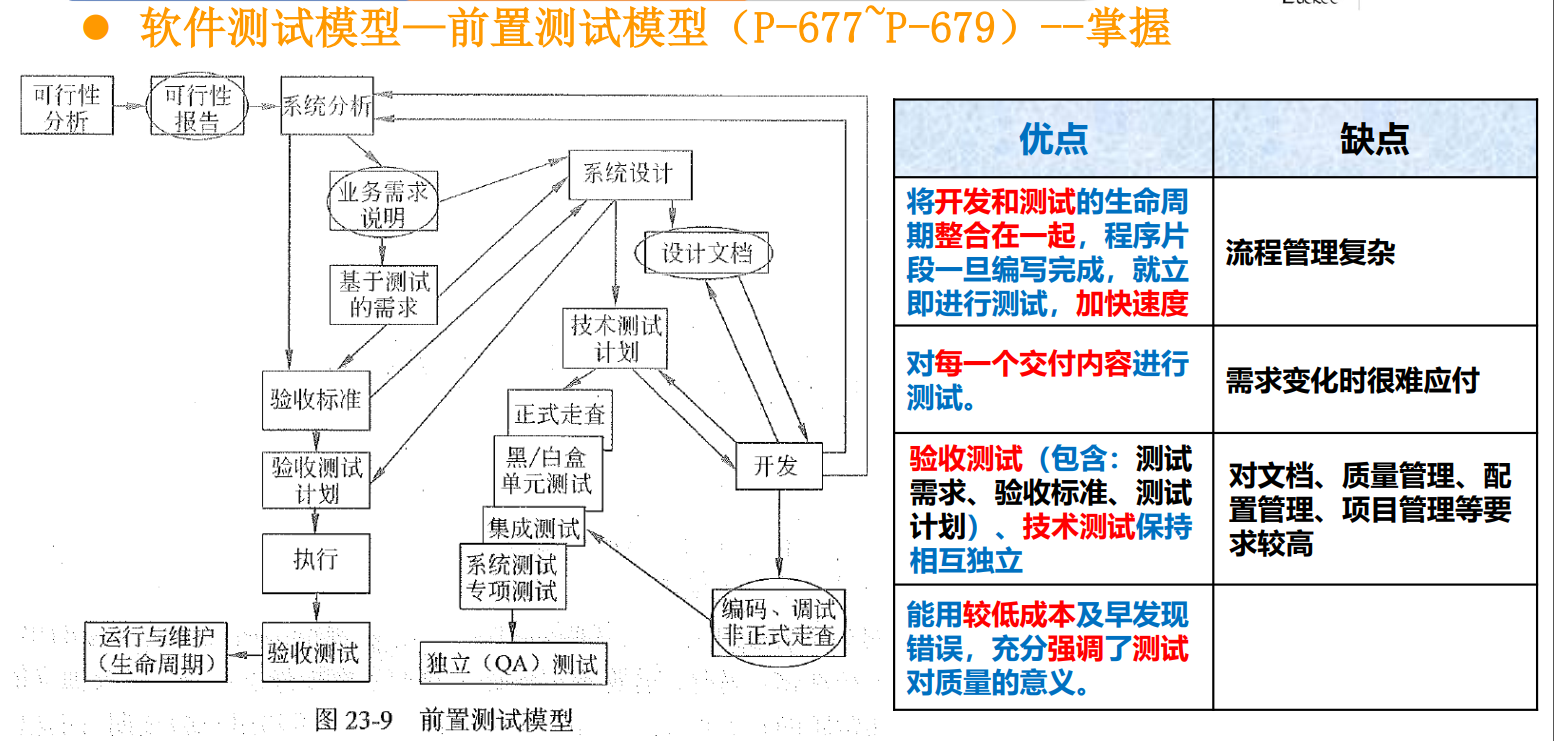 ● 软件测试模型—前置测试模型（P-677~P-679）--掌握
可行性
分析
可行性
报告
系统分析
业务需求
说明
系统设计
设计文档
基于测试
的需求
技术测试
计划
验收标准
正式走查
黑/白盒
单元测试
开发
验收测试
计划
集成测试
执行
系统测试
专项测试
编码、调试
非正式走查
运行与维护
（生命周期）
验收测试
独立（QA）测试
图 23-9 前置测试模型
优点
缺点
将开发和测试的生命周
期整合在一起，程序片
段一旦编写完成，就立
即进行测试，加快速度
流程管理复杂
对每一个交付内容进行
测试。
需求变化时很难应付
验收测试（包含：测试
需求、验收标准、测试
计划）、技术测试保持
相互独立
对文档、质量管理、配
置管理、项目管理等要
求较高
能用较低成本及早发现
错误，充分强调了测试
对质量的意义。